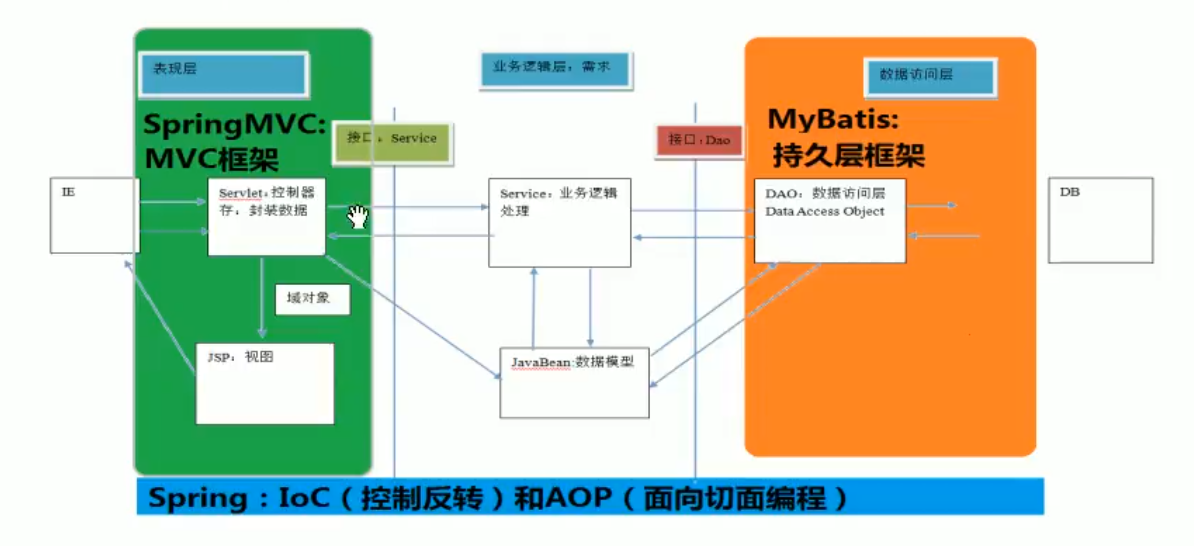 表现层
业务逻辑层：需求
数据访问层
SpringMVC:
MVC框架
接口：Service
接口：Dao
MyBatis:
持久层框架
IE
Servlet：控制器
存：封装数据
Service：业务逻辑
处理
DAO：数据访问层
Data Access Object
DB
域对象
JSP：视图
JavaBean:数据模型
Spring：IoC（控制反转）和AOP（面向切面编程）